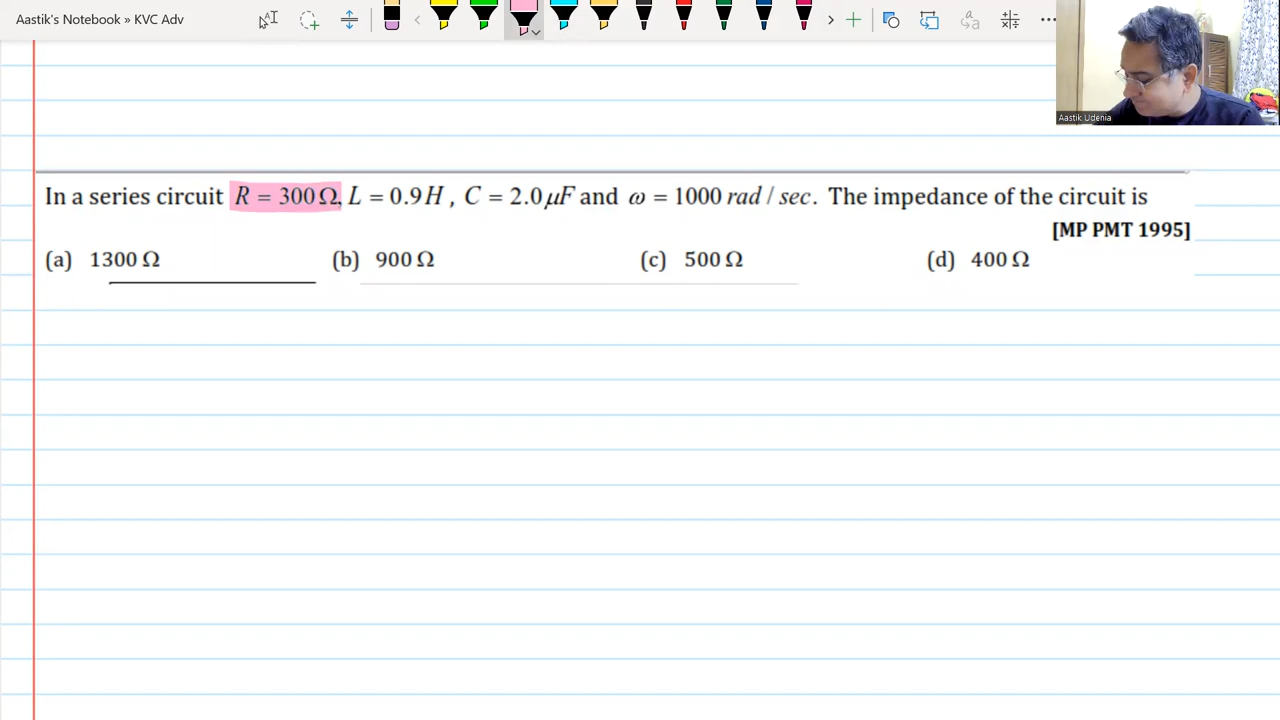 Aastik's Notebook » KVC Adv
Aastik Udenia
In a series circuit R = 300 Ω, L = 0.9 H , C = 2.0 μF and ω = 1000 rad / sec. The impedance of the circuit is
[MP PMT 1995]
(a) 1300 Ω (b) 900 Ω (c) 500 Ω (d) 400 Ω